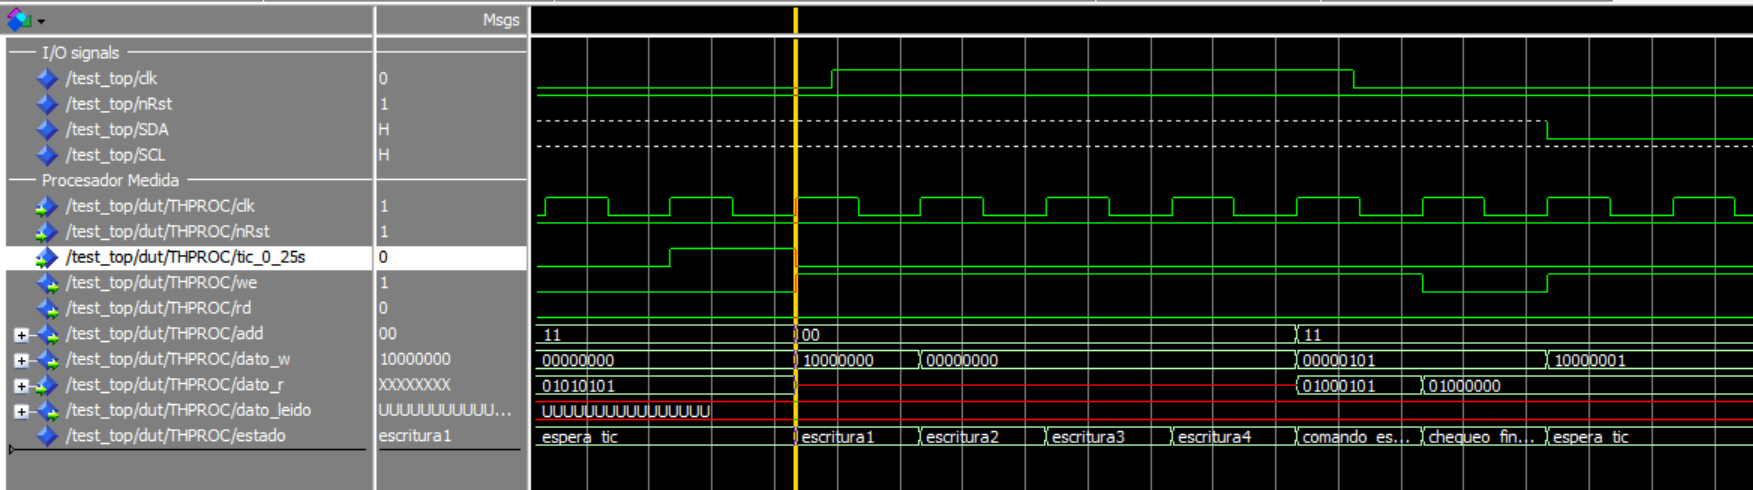 Msgs
I/O signals
/test_top/clk 0
/test_top/nRst 1
/test_top/SDA H
/test_top/SCL H
Procesador Medida
/test_top/dut/THPROC/clk 1
/test_top/dut/THPROC/nRst 1
/test_top/dut/THPROC/tic_0_25s 0
/test_top/dut/THPROC/we 1
/test_top/dut/THPROC/rd 0
/test_top/dut/THPROC/add 00 11 00 11
/test_top/dut/THPROC/dato_w 10000000 00000000 10000000 00000000 00000101 10000001
/test_top/dut/THPROC/dato_r XXXXXXXX 01010101 01000101 01000000
/test_top/dut/THPROC/dato_leido UUUUUUUUUUU... UUUUUUUUUUUUUUUU
/test_top/dut/THPROC/estado escritura1 espera_tic escritura1 escritura2 escritura3 escritura4 comando_es... chequeo_fin... espera_tic